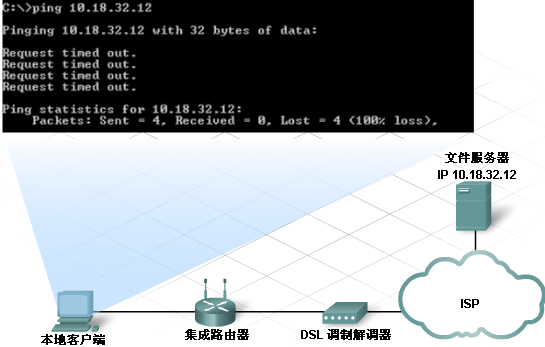 C:\>ping 10.18.32.12
Pinging 10.18.32.12 with 32 bytes of data:
Request timed out.
Request timed out.
Request timed out.
Request timed out.
Ping statistics for 10.18.32.12:
Packets: Sent = 4, Received = 0, Lost = 4 (100% loss),
文件服务器
IP 10.18.32.12
ISP
本地客户端
集成路由器
DSL 调制解调器